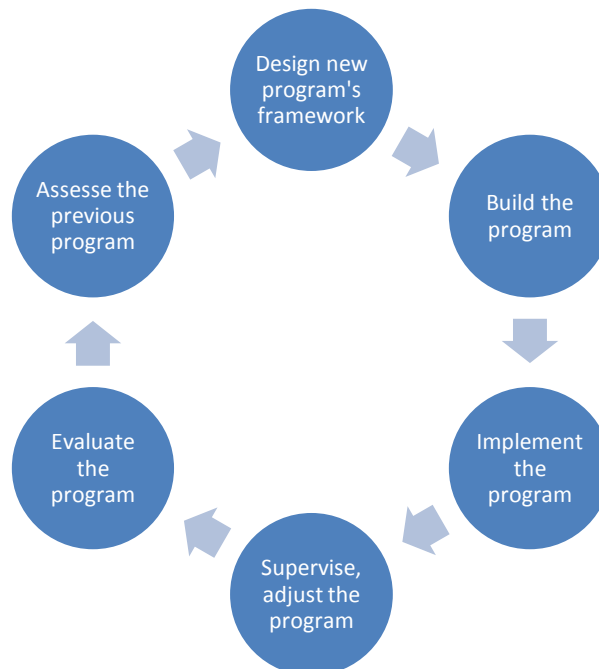 Design new
program's
framework
Build the
program
Implement
the
program
Supervise,
adjust the
program
Evaluate
the
program
Assesse the
previous
program